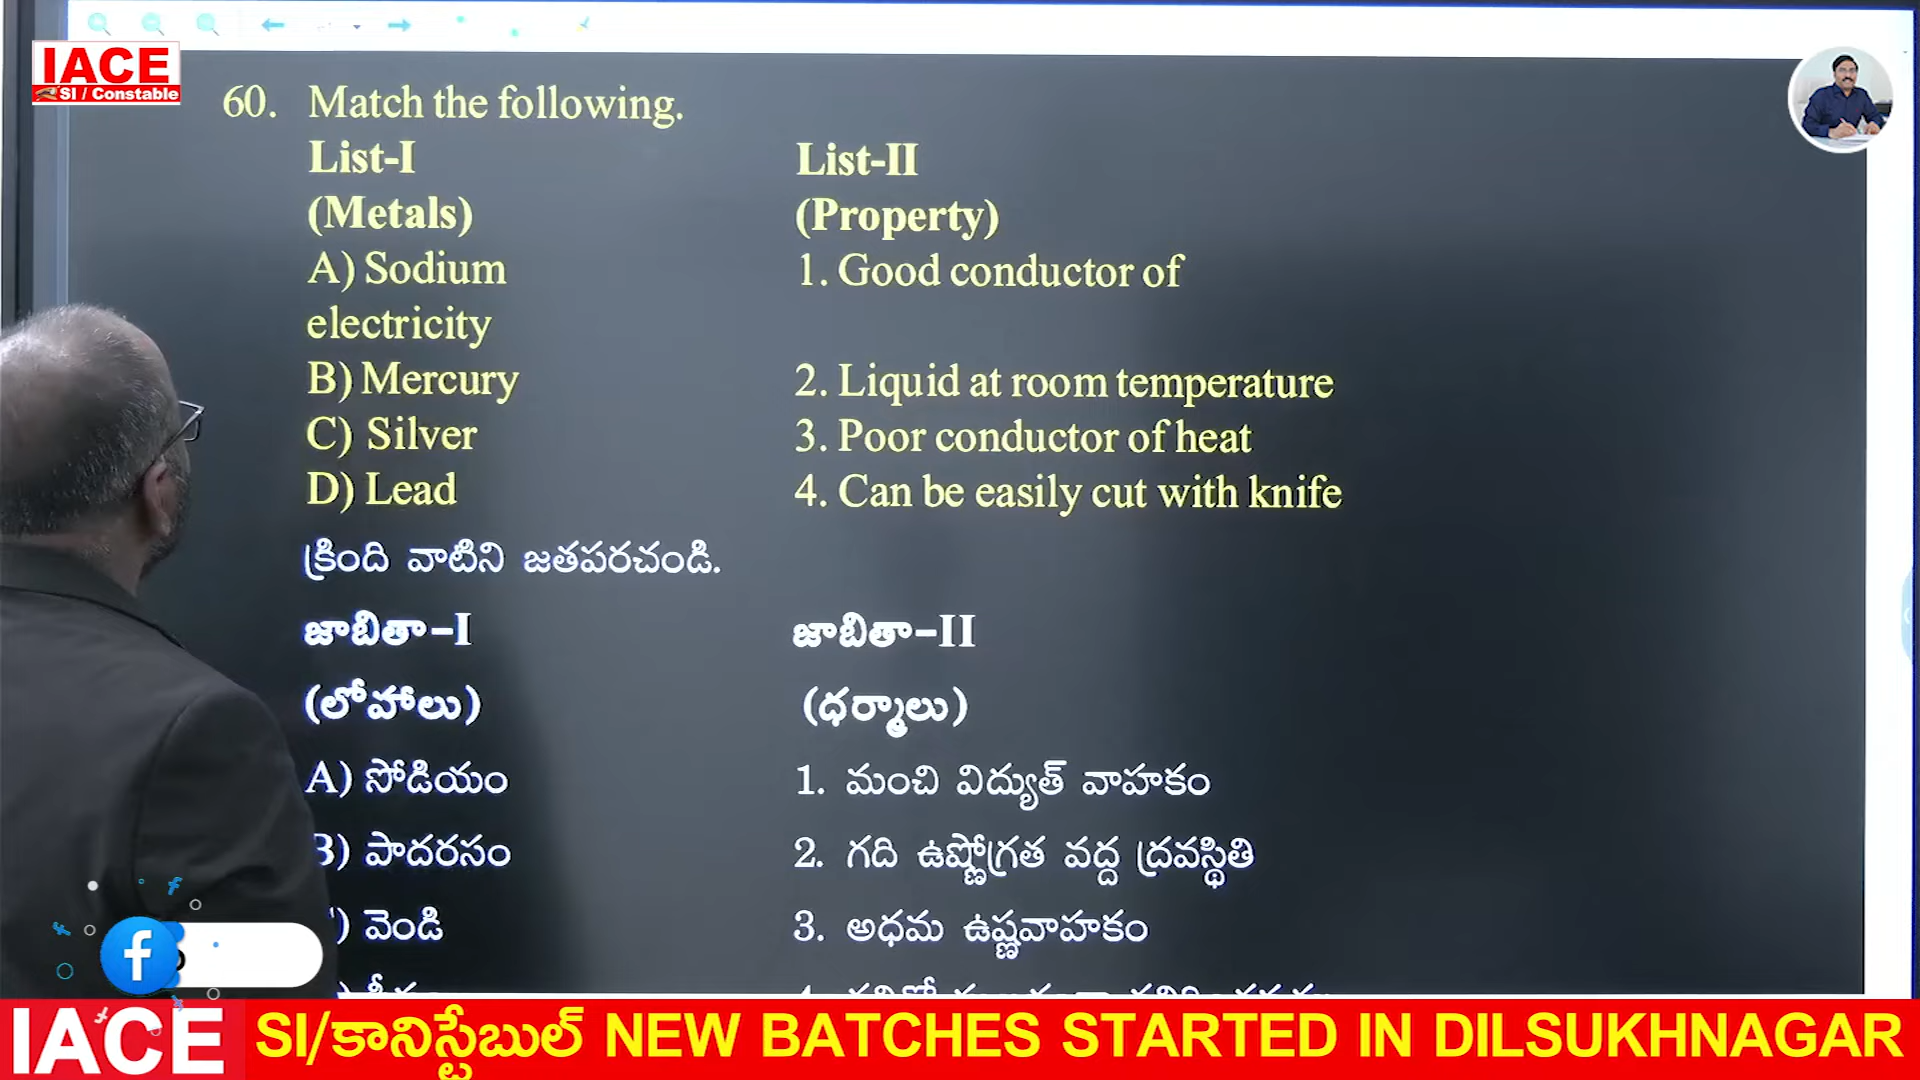 IACE
SI / Constable
60. Match the following.
List-I List-II
(Metals) (Property)
A) Sodium 1. Good conductor of
electricity
B) Mercury 2. Liquid at room temperature
C) Silver 3. Poor conductor of heat
D) Lead 4. Can be easily cut with knife
క్రింది వాటిని జతపరచండి.
జాబితా-I జాబితా-II
(లోహాలు) (ధర్మాలు)
A) సోడియం 1. మంచి విద్యుత్ వాహకం
B) పాదరసం 2. గది ఉష్ణోగ్రత వద్ద ద్రవస్థితి
) వెండి 3. అధమ ఉష్ణవాహకం
IACE SI/కానిస్టేబుల్ NEW BATCHES STARTED IN DILSUKHNAGAR